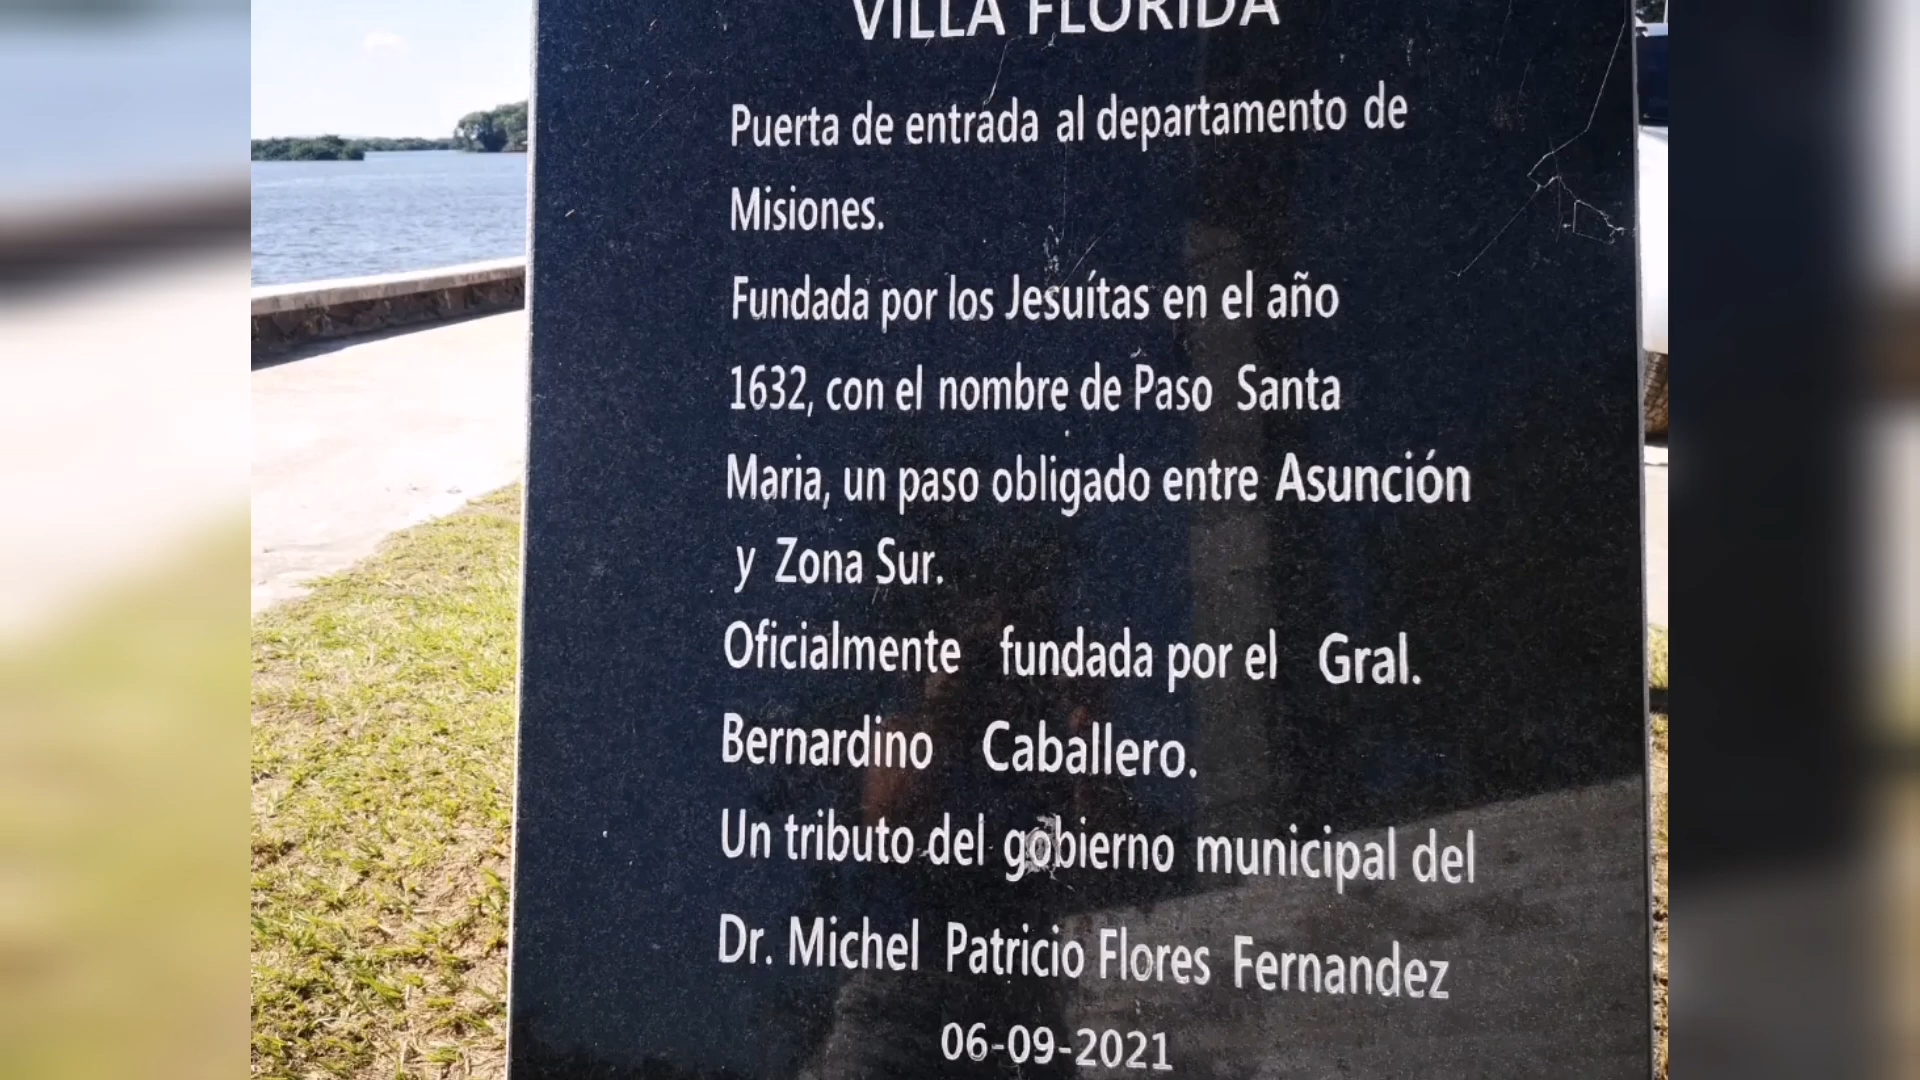 VILLA FLORIDA
Puerta de entrada al departamento de
Misiones.
Fundada por los Jesuítas en el año
1632, con el nombre de Paso Santa
Maria, un paso obligado entre Asunción
y Zona Sur.
Oficialmente fundada por el Gral.
Bernardino Caballero.
Un tributo del gobierno municipal del
Dr. Michel Patricio Flores Fernandez
06-09-2021